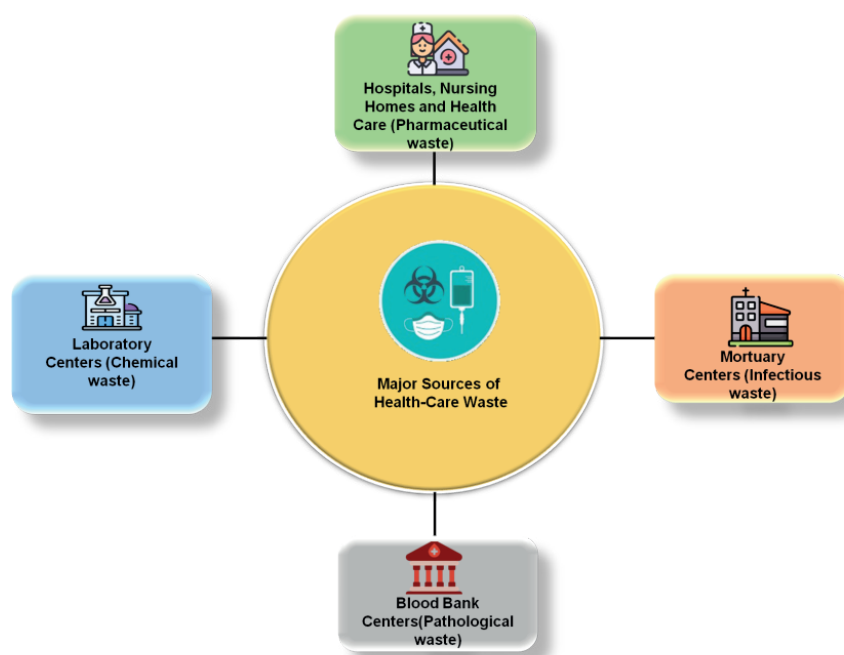 Hospitals, Nursing
Homes and Health
Care (Pharmaceutical
waste)
Laboratory
Centers (Chemical
waste)
Major Sources of
Health-Care Waste
Mortuary
Centers (Infectious
waste)
Blood Bank
Centers(Pathological
waste)